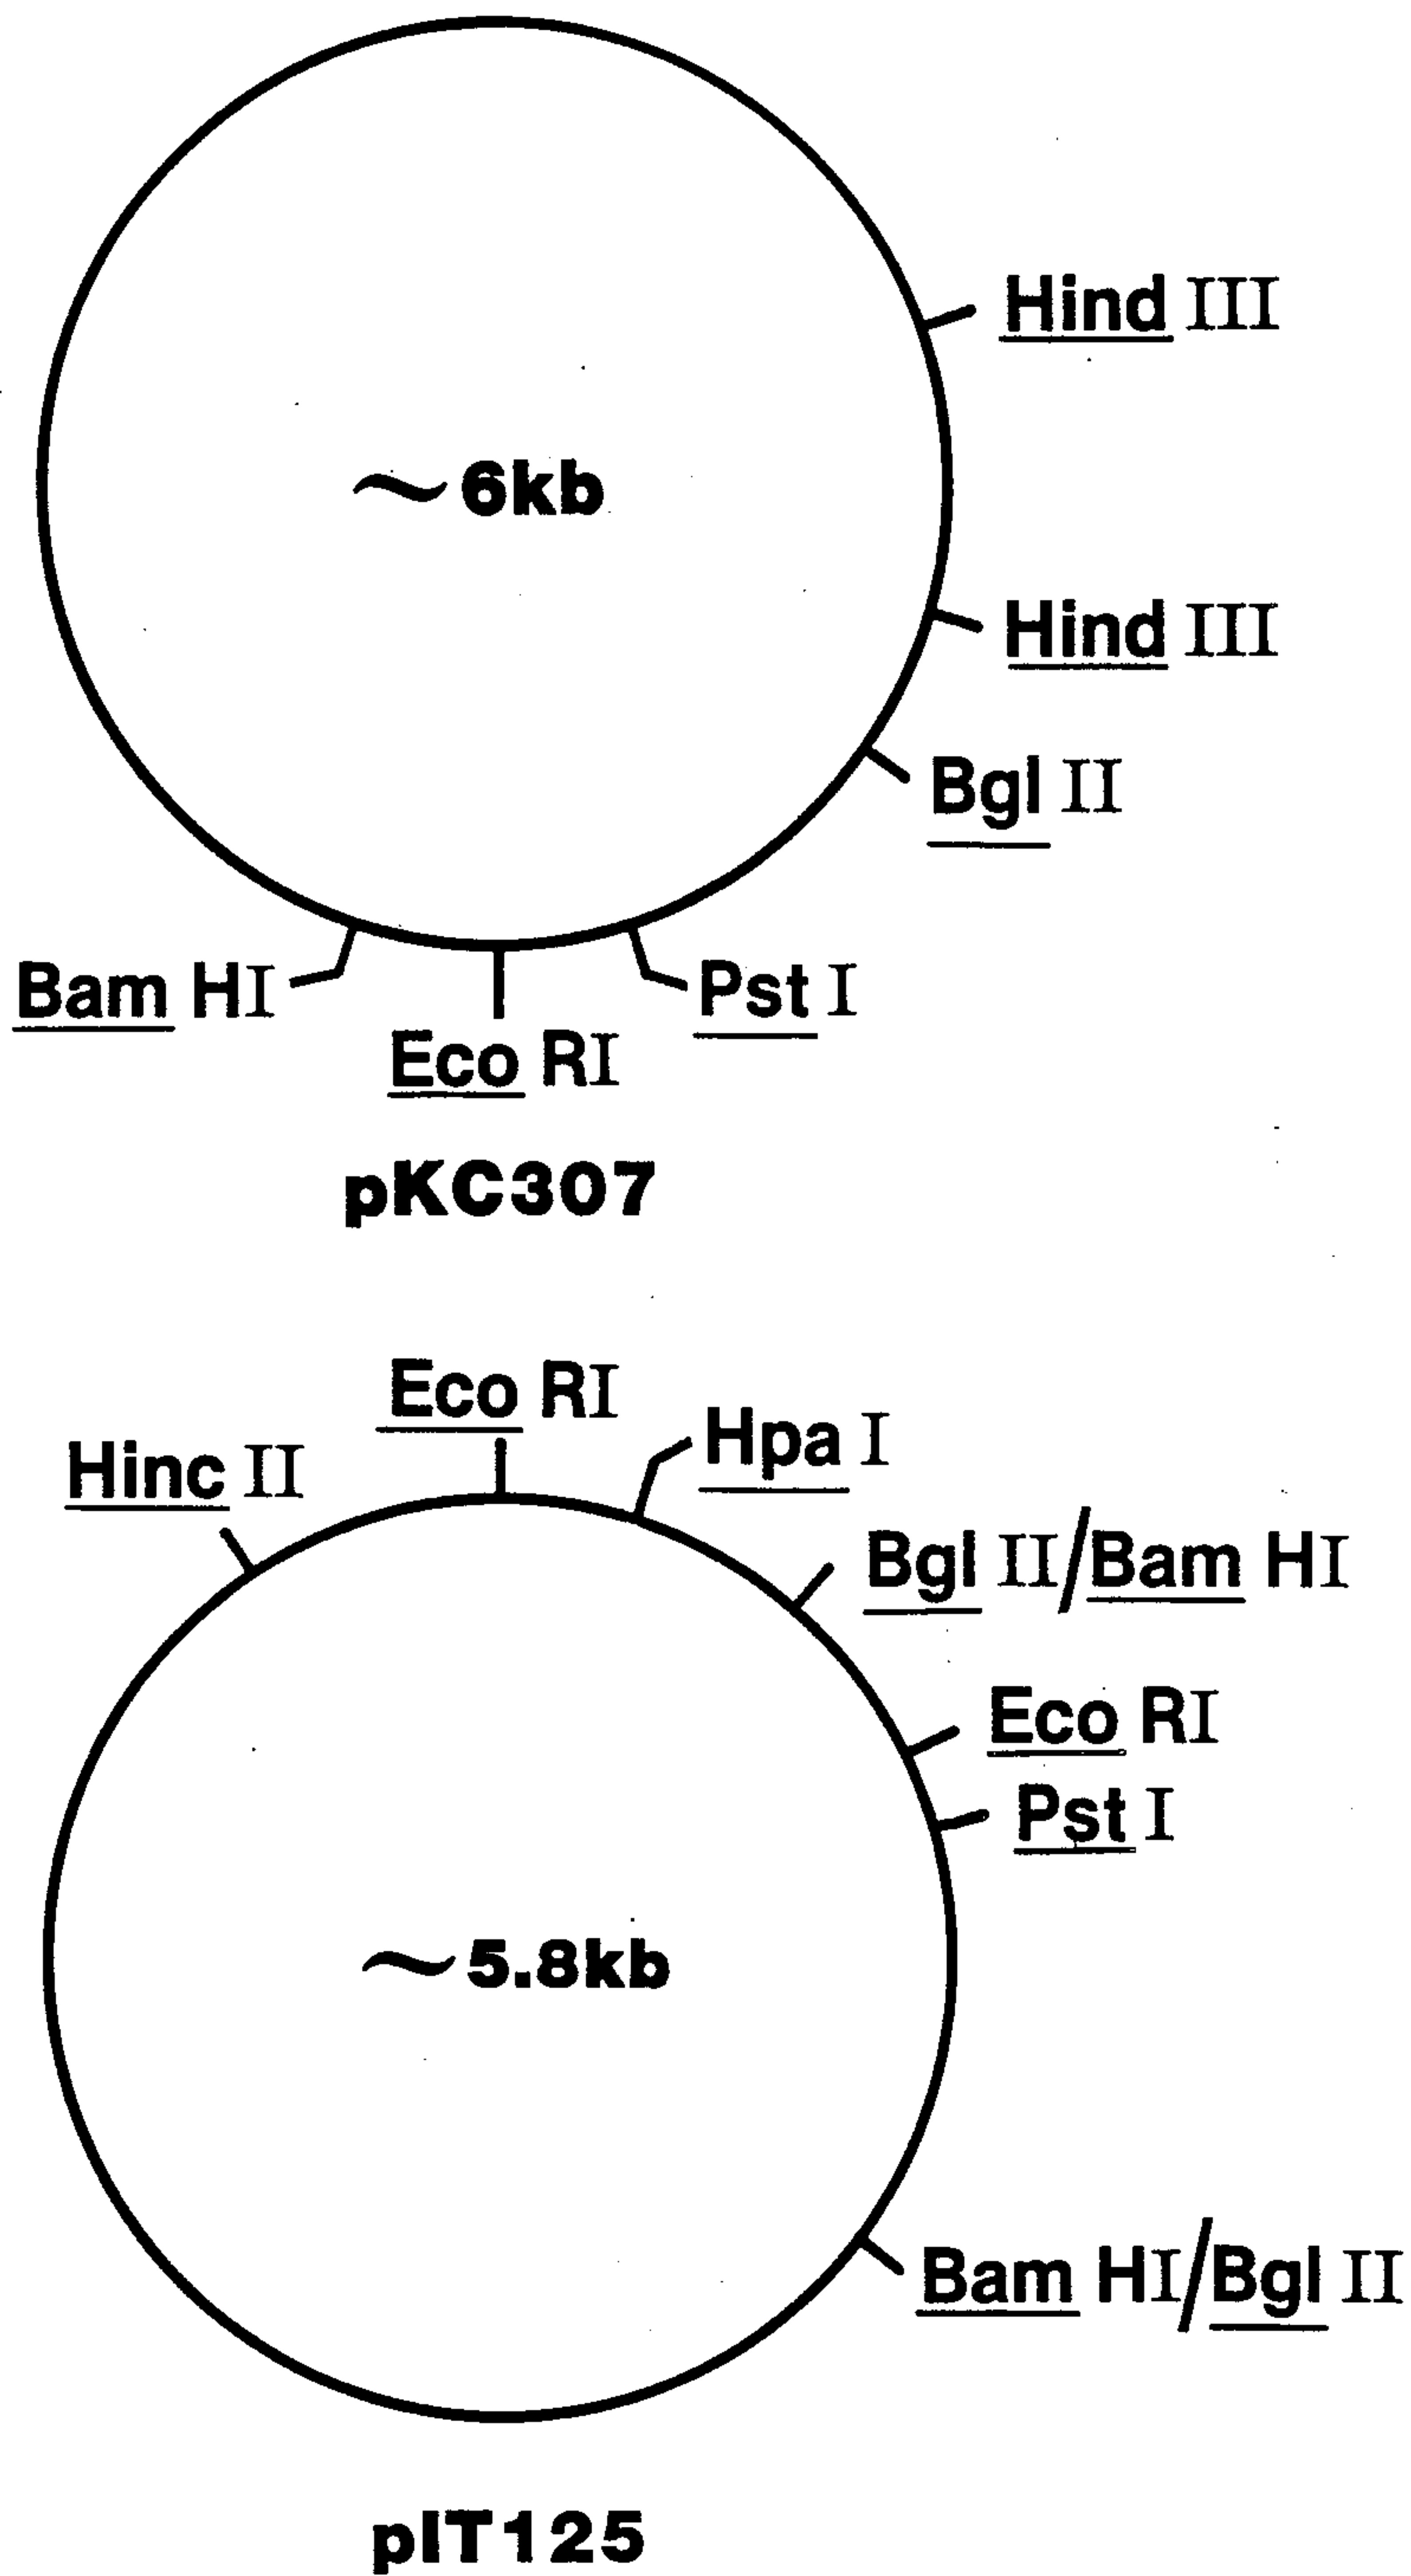 Hind III
~6kb
Hind III
Bgl II
Bam HI
Pst I
Eco RI
pKC307
Eco RI
Hpa I
Hinc II
Bgl II/Bam HI
Eco RI
Pst I
~5.8kb
Bam HI/Bgl II
pIT125